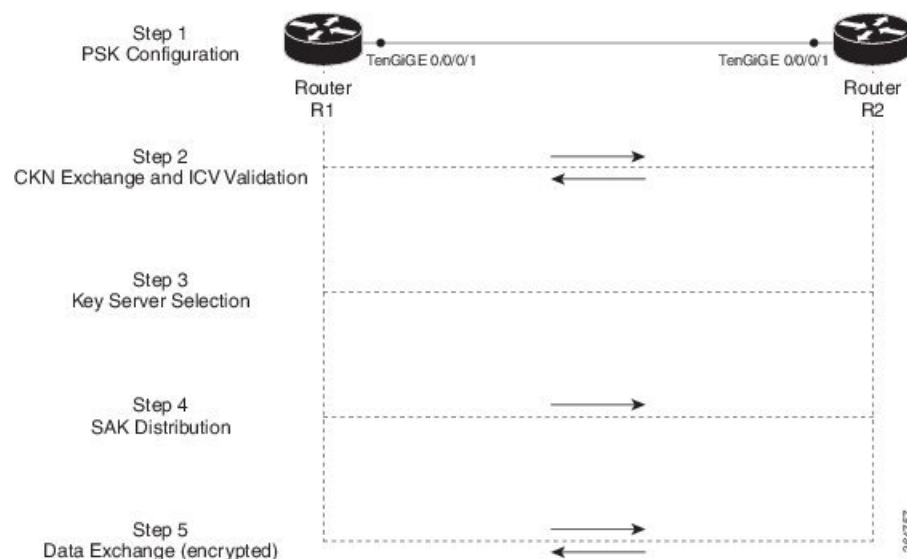 Step 1
PSK Configuration
TenGiGE 0/0/0/1
TenGiGE 0/0/0/1
Router
R1
Router
R2
Step 2
CKN Exchange and ICV Validation
Step 3
Key Server Selection
Step 4
SAK Distribution
Step 5
Data Exchange (encrypted)